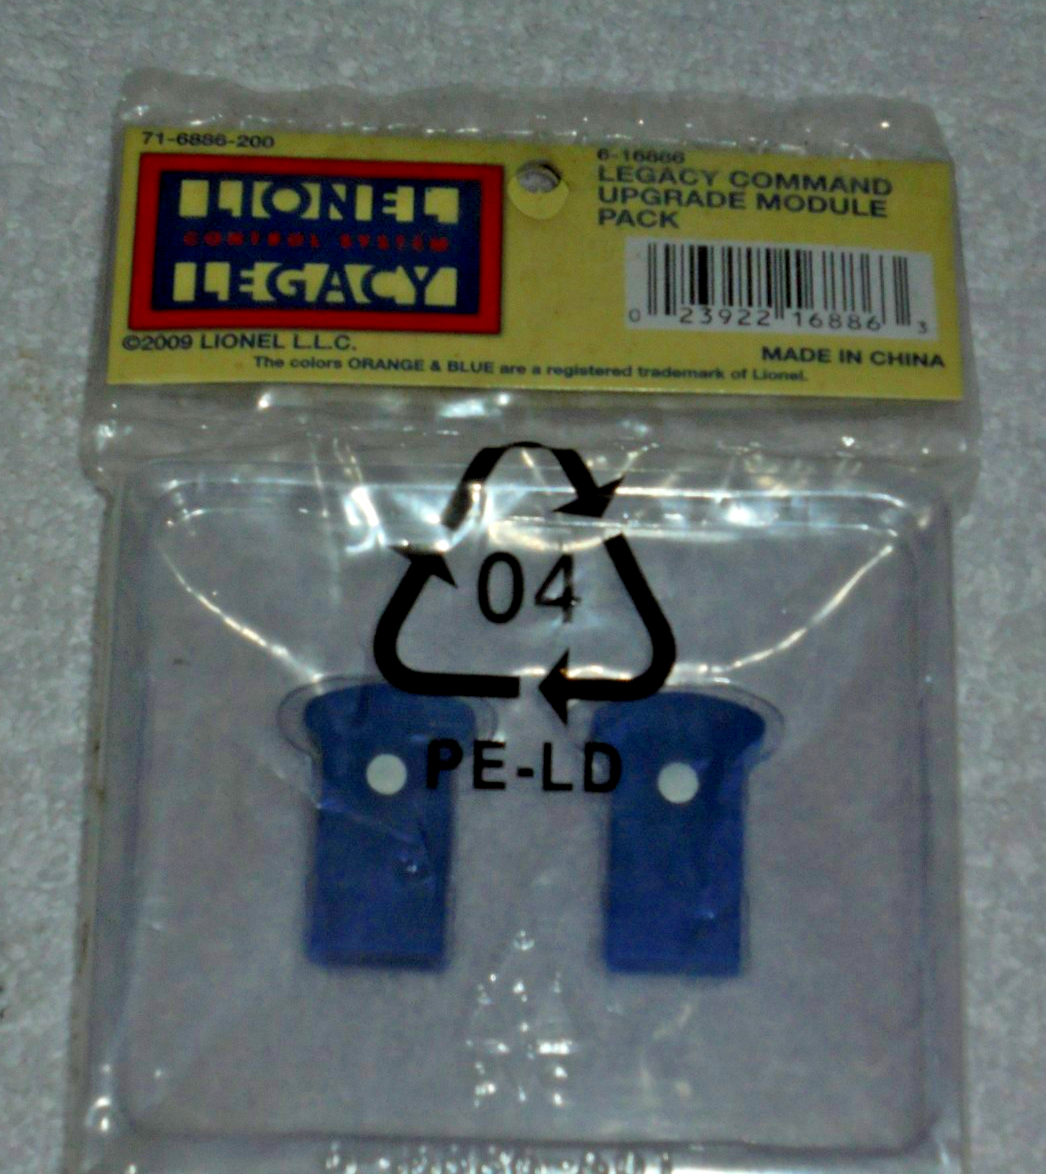 71-6886-200
LIONEL
CONTROL SYSTEM
LEGACY
©2009 LIONEL L.L.C.
6-16886
LEGACY COMMAND
UPGRADE MODULE
PACK
0 23922 16886 3
MADE IN CHINA
The colors ORANGE & BLUE are a registered trademark of Lionel.
04
PE-LD